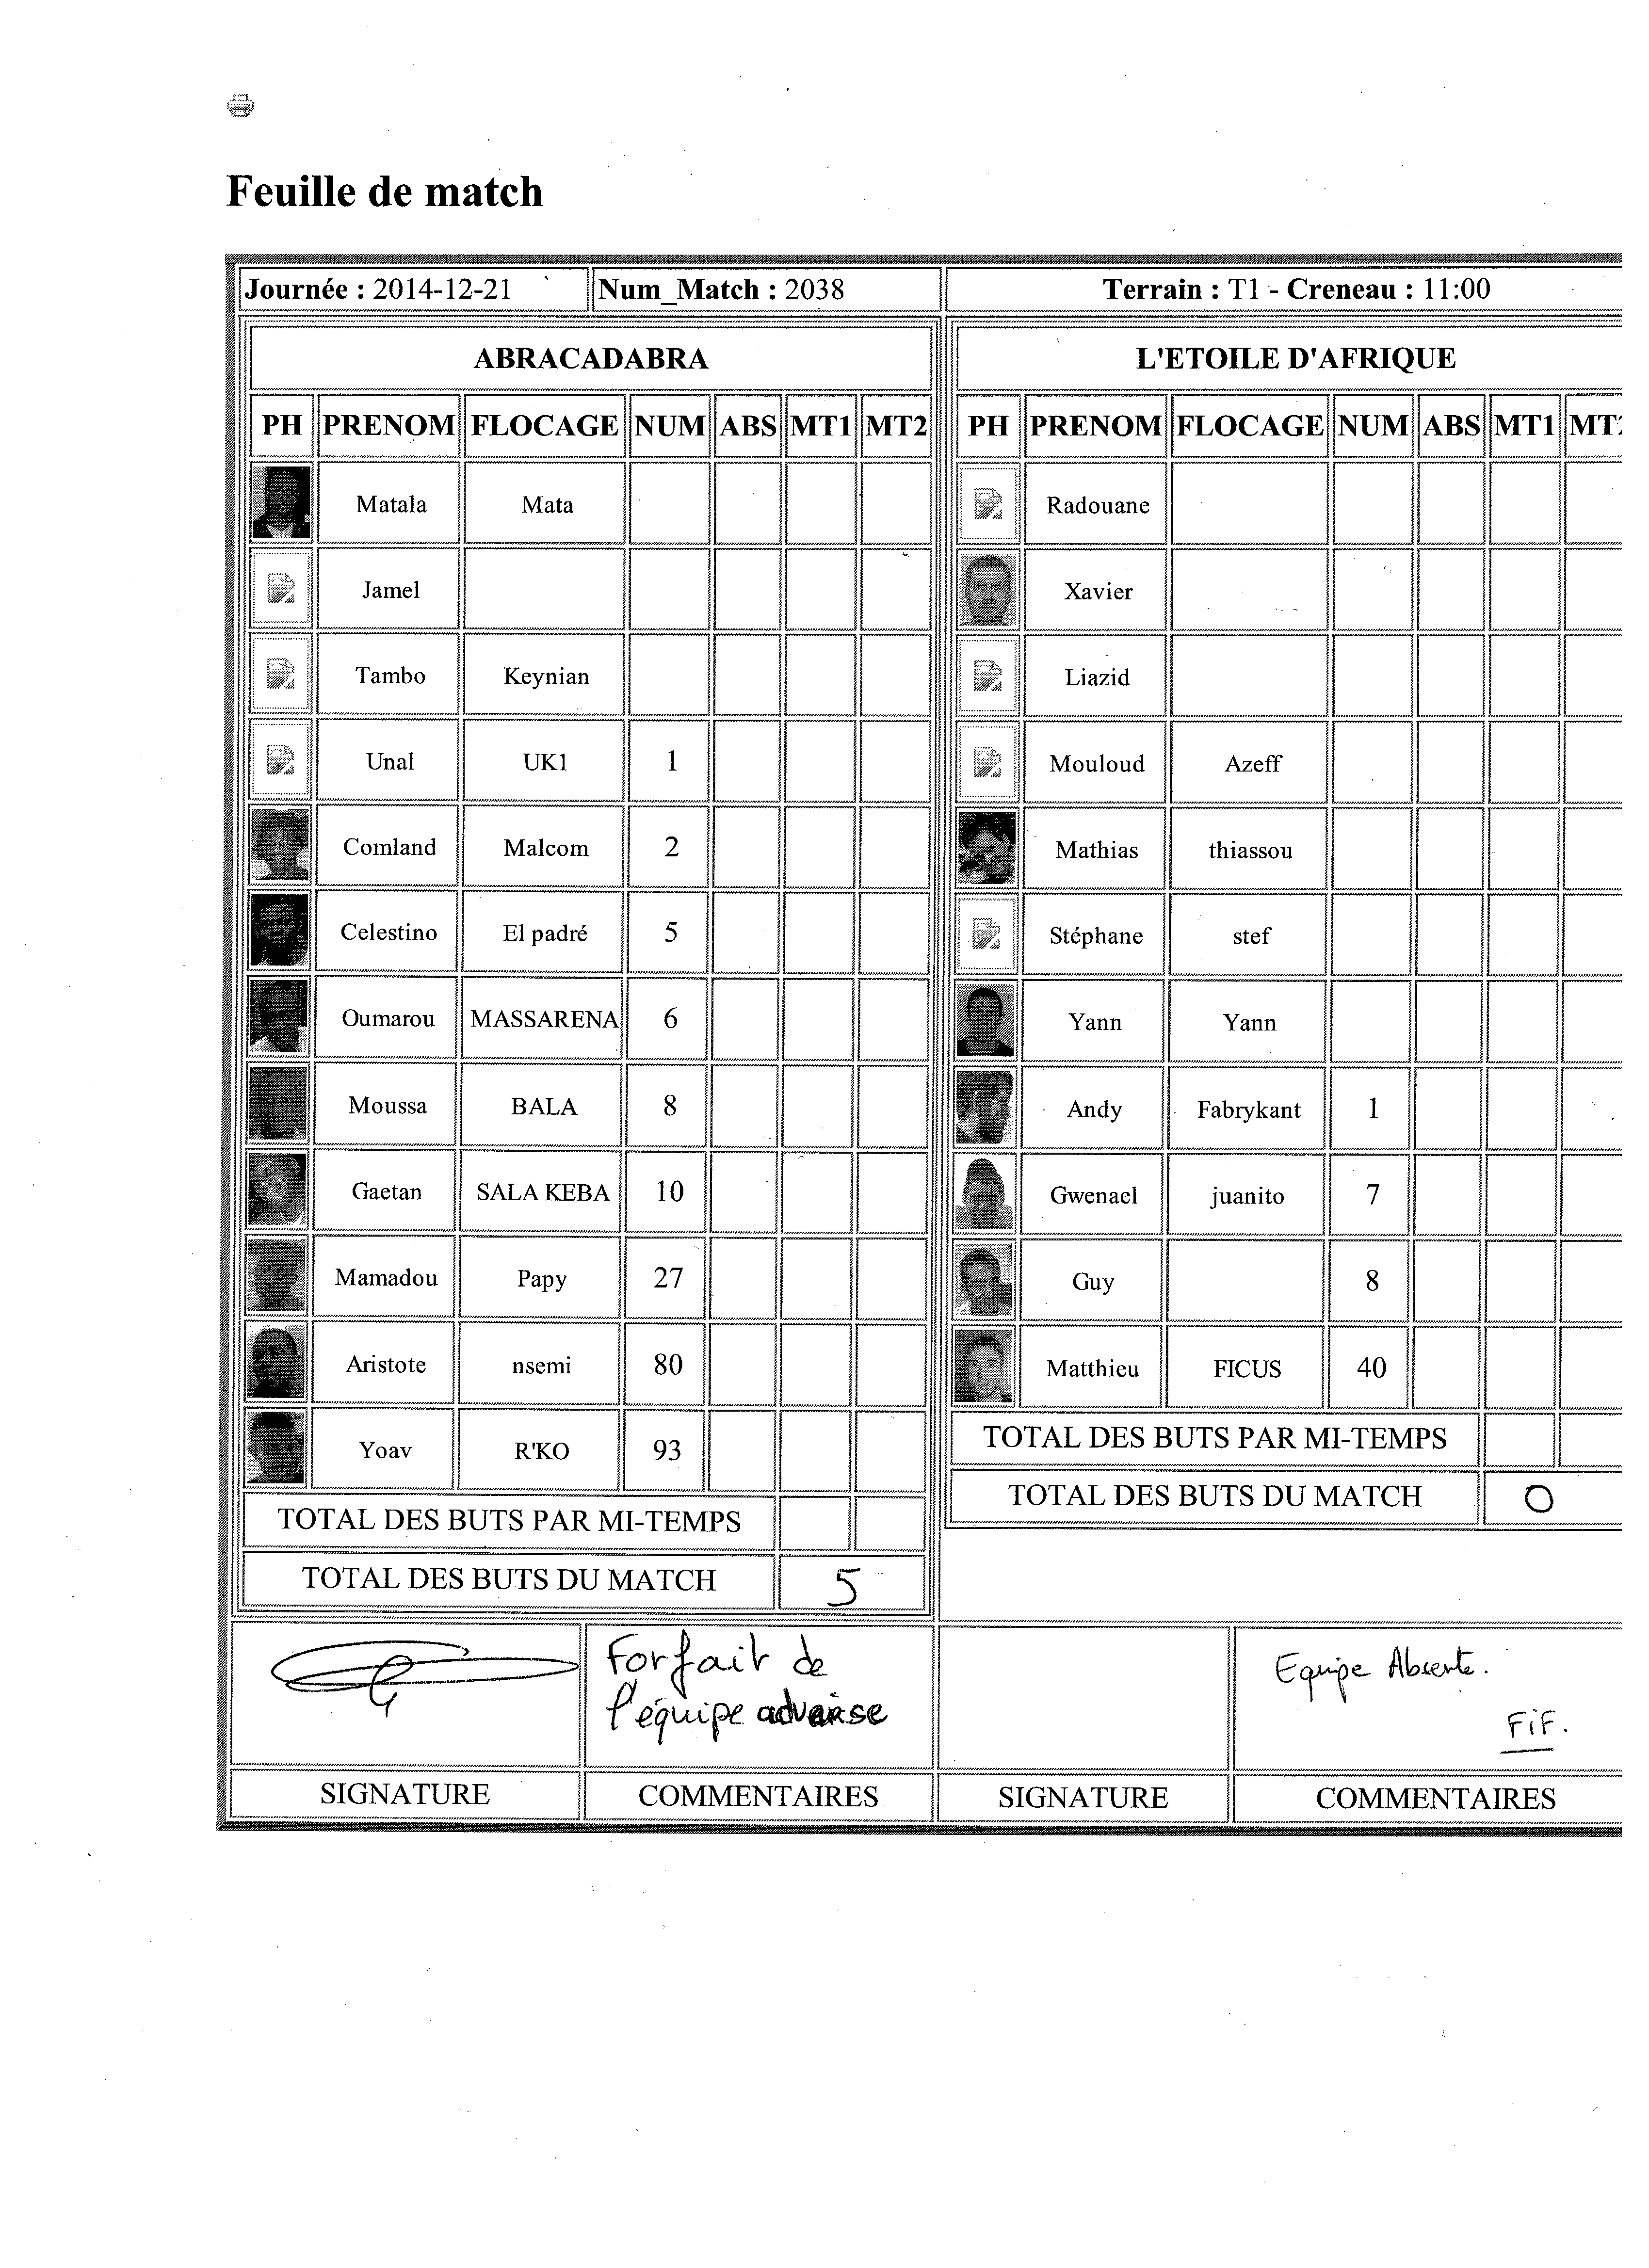 Feuille de match
Journée : 2014-12-21 Num_Match : 2038 Terrain : T1 - Creneau : 11:00
ABRACADABRA
PH PRENOM FLOCAGE NUM ABS MT1 MT2
Matala Mata
Jamel
Tambo Keynian
Unal UK1 1
Comland Malcom 2
Celestino El padré 5
Oumarou MASSARENA 6
Moussa BALA 8
Gaetan SALA KEBA 10
Mamadou Papy 27
Aristote nsemi 80
Yoav R'KO 93
TOTAL DES BUTS PAR MI-TEMPS
TOTAL DES BUTS DU MATCH 5
L'ETOILE D'AFRIQUE
PH PRENOM FLOCAGE NUM ABS MT1 MT
Radouane
Xavier
Liazid
Mouloud Azeff
Mathias thiassou
Stéphane stef
Yann Yann
Andy Fabrykant 1
Gwenael juanito 7
Guy 8
Matthieu FICUS 40
TOTAL DES BUTS PAR MI-TEMPS
TOTAL DES BUTS DU MATCH 0
Forfait de
l'équipe adverse
Equipe Absente.
FiF.
SIGNATURE COMMENTAIRES SIGNATURE COMMENTAIRES